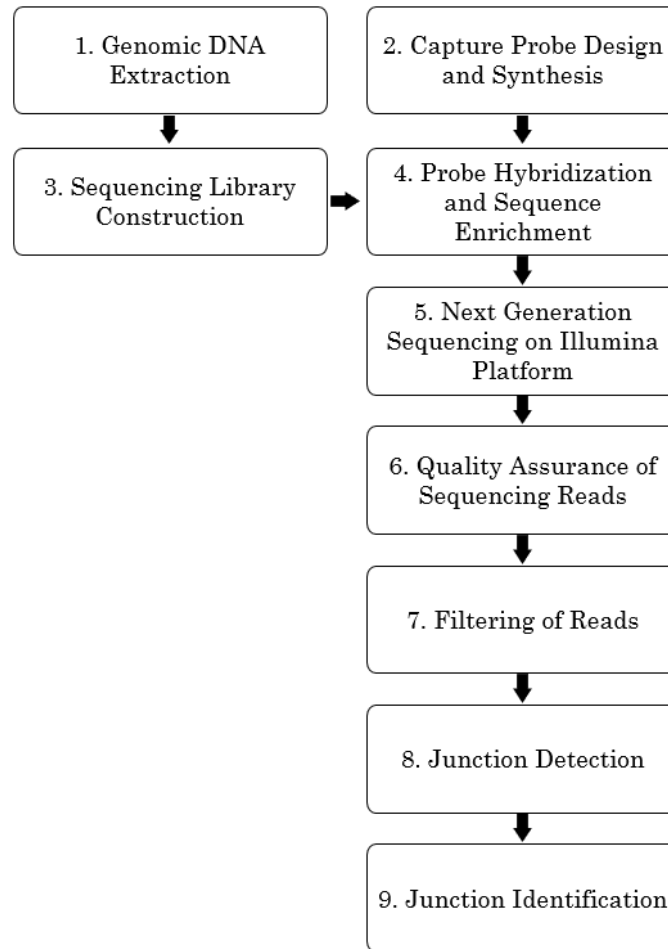 1. Genomic DNA
Extraction
2. Capture Probe Design
and Synthesis
3. Sequencing Library
Construction
4. Probe Hybridization
and Sequence
Enrichment
5. Next Generation
Sequencing on Illumina
Platform
6. Quality Assurance of
Sequencing Reads
7. Filtering of Reads
8. Junction Detection
9. Junction Identification